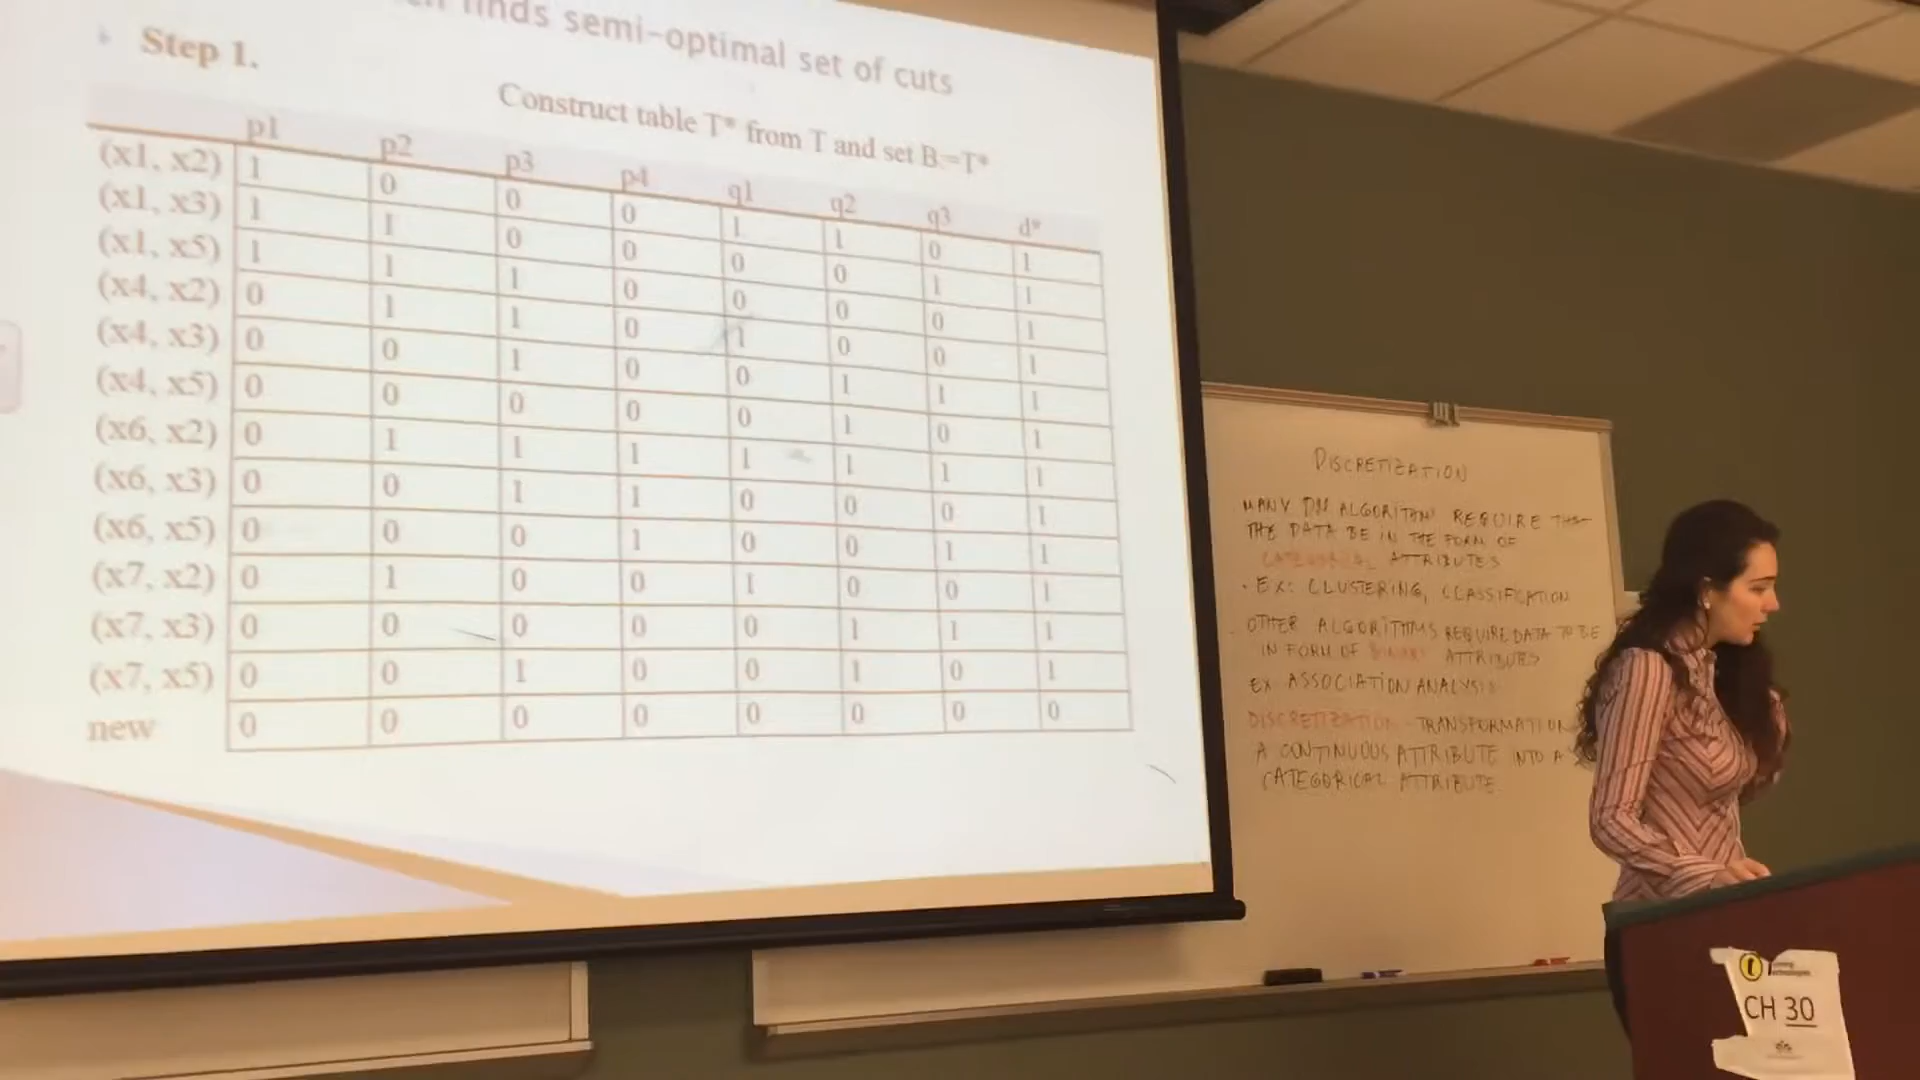 finds semi-optimal set of cuts
Step 1.
Construct table T* from T and set B:=T*
p1 p2 p3 p4 q1 q2 q3 d*
(x1, x2) 1 0 0 0 1 1 0 1
(x1, x3) 1 1 0 0 0 0 1 1
(x1, x5) 1 1 1 0 0 0 0 1
(x4, x2) 0 1 1 0 1 0 0 1
(x4, x3) 0 0 1 0 0 1 1 1
(x4, x5) 0 0 0 0 0 1 0 1
(x6, x2) 0 1 1 1 1 1 1 1
(x6, x3) 0 0 1 1 0 0 0 1
(x6, x5) 0 0 0 1 0 0 1 1
(x7, x2) 0 1 0 0 1 0 0 1
(x7, x3) 0 0 0 0 0 1 1 1
(x7, x5) 0 0 1 0 0 1 0 1
new 0 0 0 0 0 0 0 0
DISCRETIZATION
MANY DM ALGORITHMS REQUIRE THAT
THE DATA BE IN THE FORM OF
CATEGORICAL ATTRIBUTES
• EX: CLUSTERING, CLASSIFICATION
OTHER ALGORITHMS REQUIRE DATA TO BE
IN FORM OF BINARY ATTRIBUTES
EX ASSOCIATION ANALYSIS
DISCRETIZATION - TRANSFORMATION
A CONTINUOUS ATTRIBUTE INTO A
CATEGORICAL ATTRIBUTE
CH 30